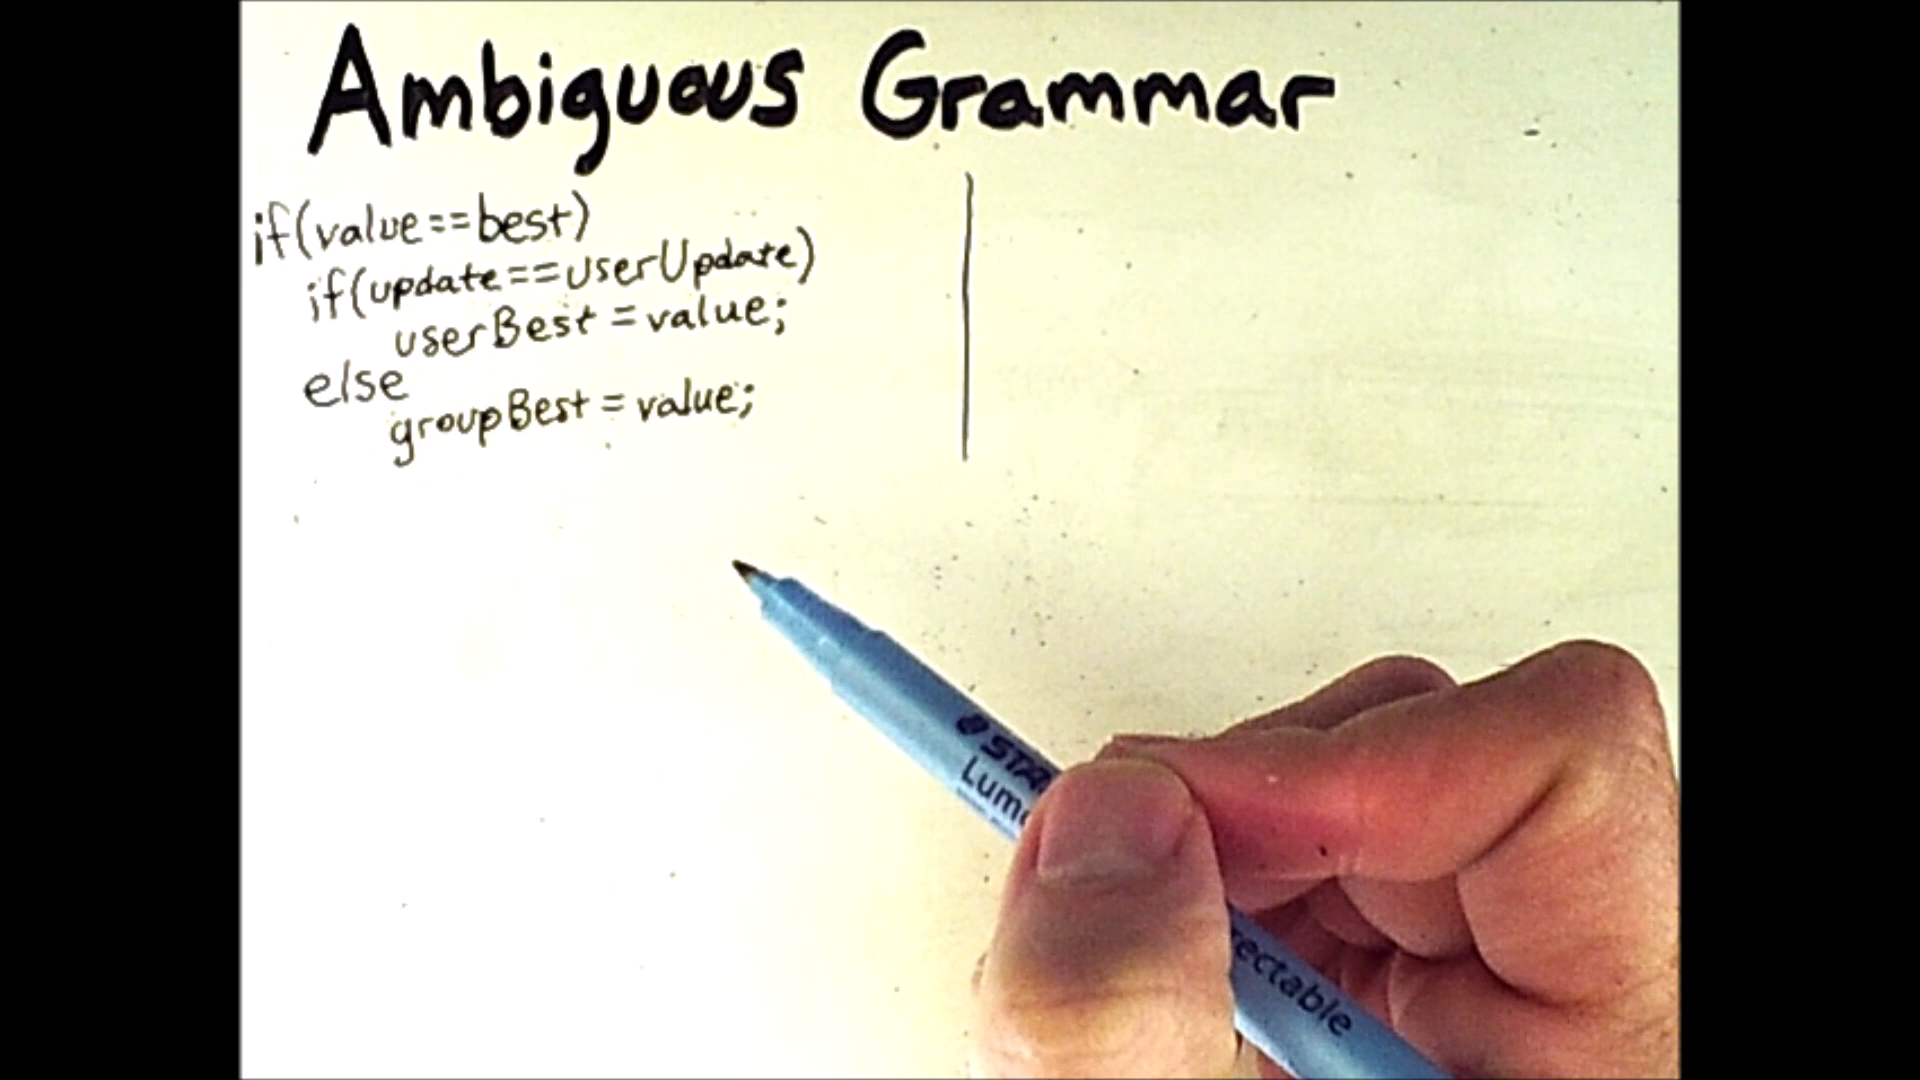 Ambiguous Grammar
if(value==best)
if(update==userUpdate)
userBest=value;
else
groupBest=value;